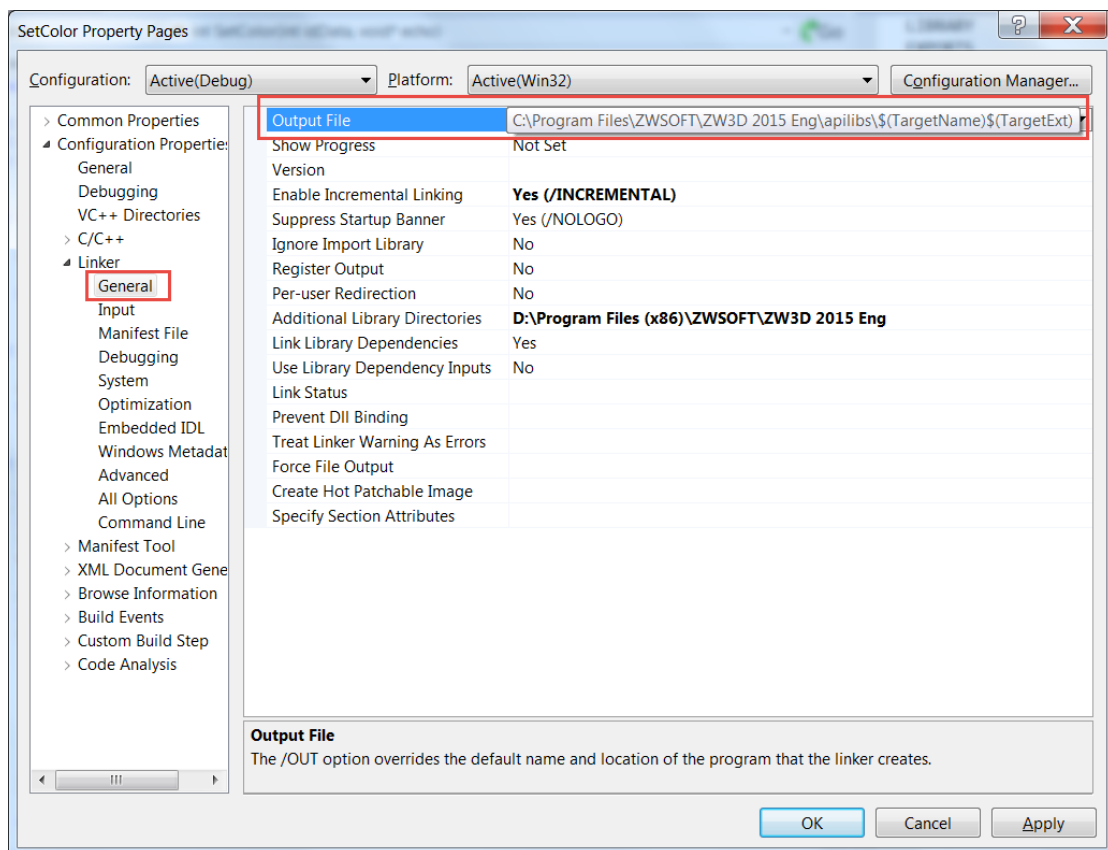 SetColor Property Pages
Configuration: Active(Debug) Platform: Active(Win32) Configuration Manager...
Common Properties
Configuration Propertie
General
Debugging
VC++ Directories
C/C++
Linker
General
Input
Manifest File
Debugging
System
Optimization
Embedded IDL
Windows Metadat
Advanced
All Options
Command Line
Manifest Tool
XML Document Gene
Browse Information
Build Events
Custom Build Step
Code Analysis
Output File C:\Program Files\ZWSOFT\ZW3D 2015 Eng\apilibs\$(TargetName)$(TargetExt)
Show Progress Not Set
Version
Enable Incremental Linking Yes (/INCREMENTAL)
Suppress Startup Banner Yes (/NOLOGO)
Ignore Import Library No
Register Output No
Per-user Redirection No
Additional Library Directories D:\Program Files (x86)\ZWSOFT\ZW3D 2015 Eng
Link Library Dependencies Yes
Use Library Dependency Inputs No
Link Status
Prevent Dll Binding
Treat Linker Warning As Errors
Force File Output
Create Hot Patchable Image
Specify Section Attributes
Output File
The /OUT option overrides the default name and location of the program that the linker creates.
OK Cancel Apply